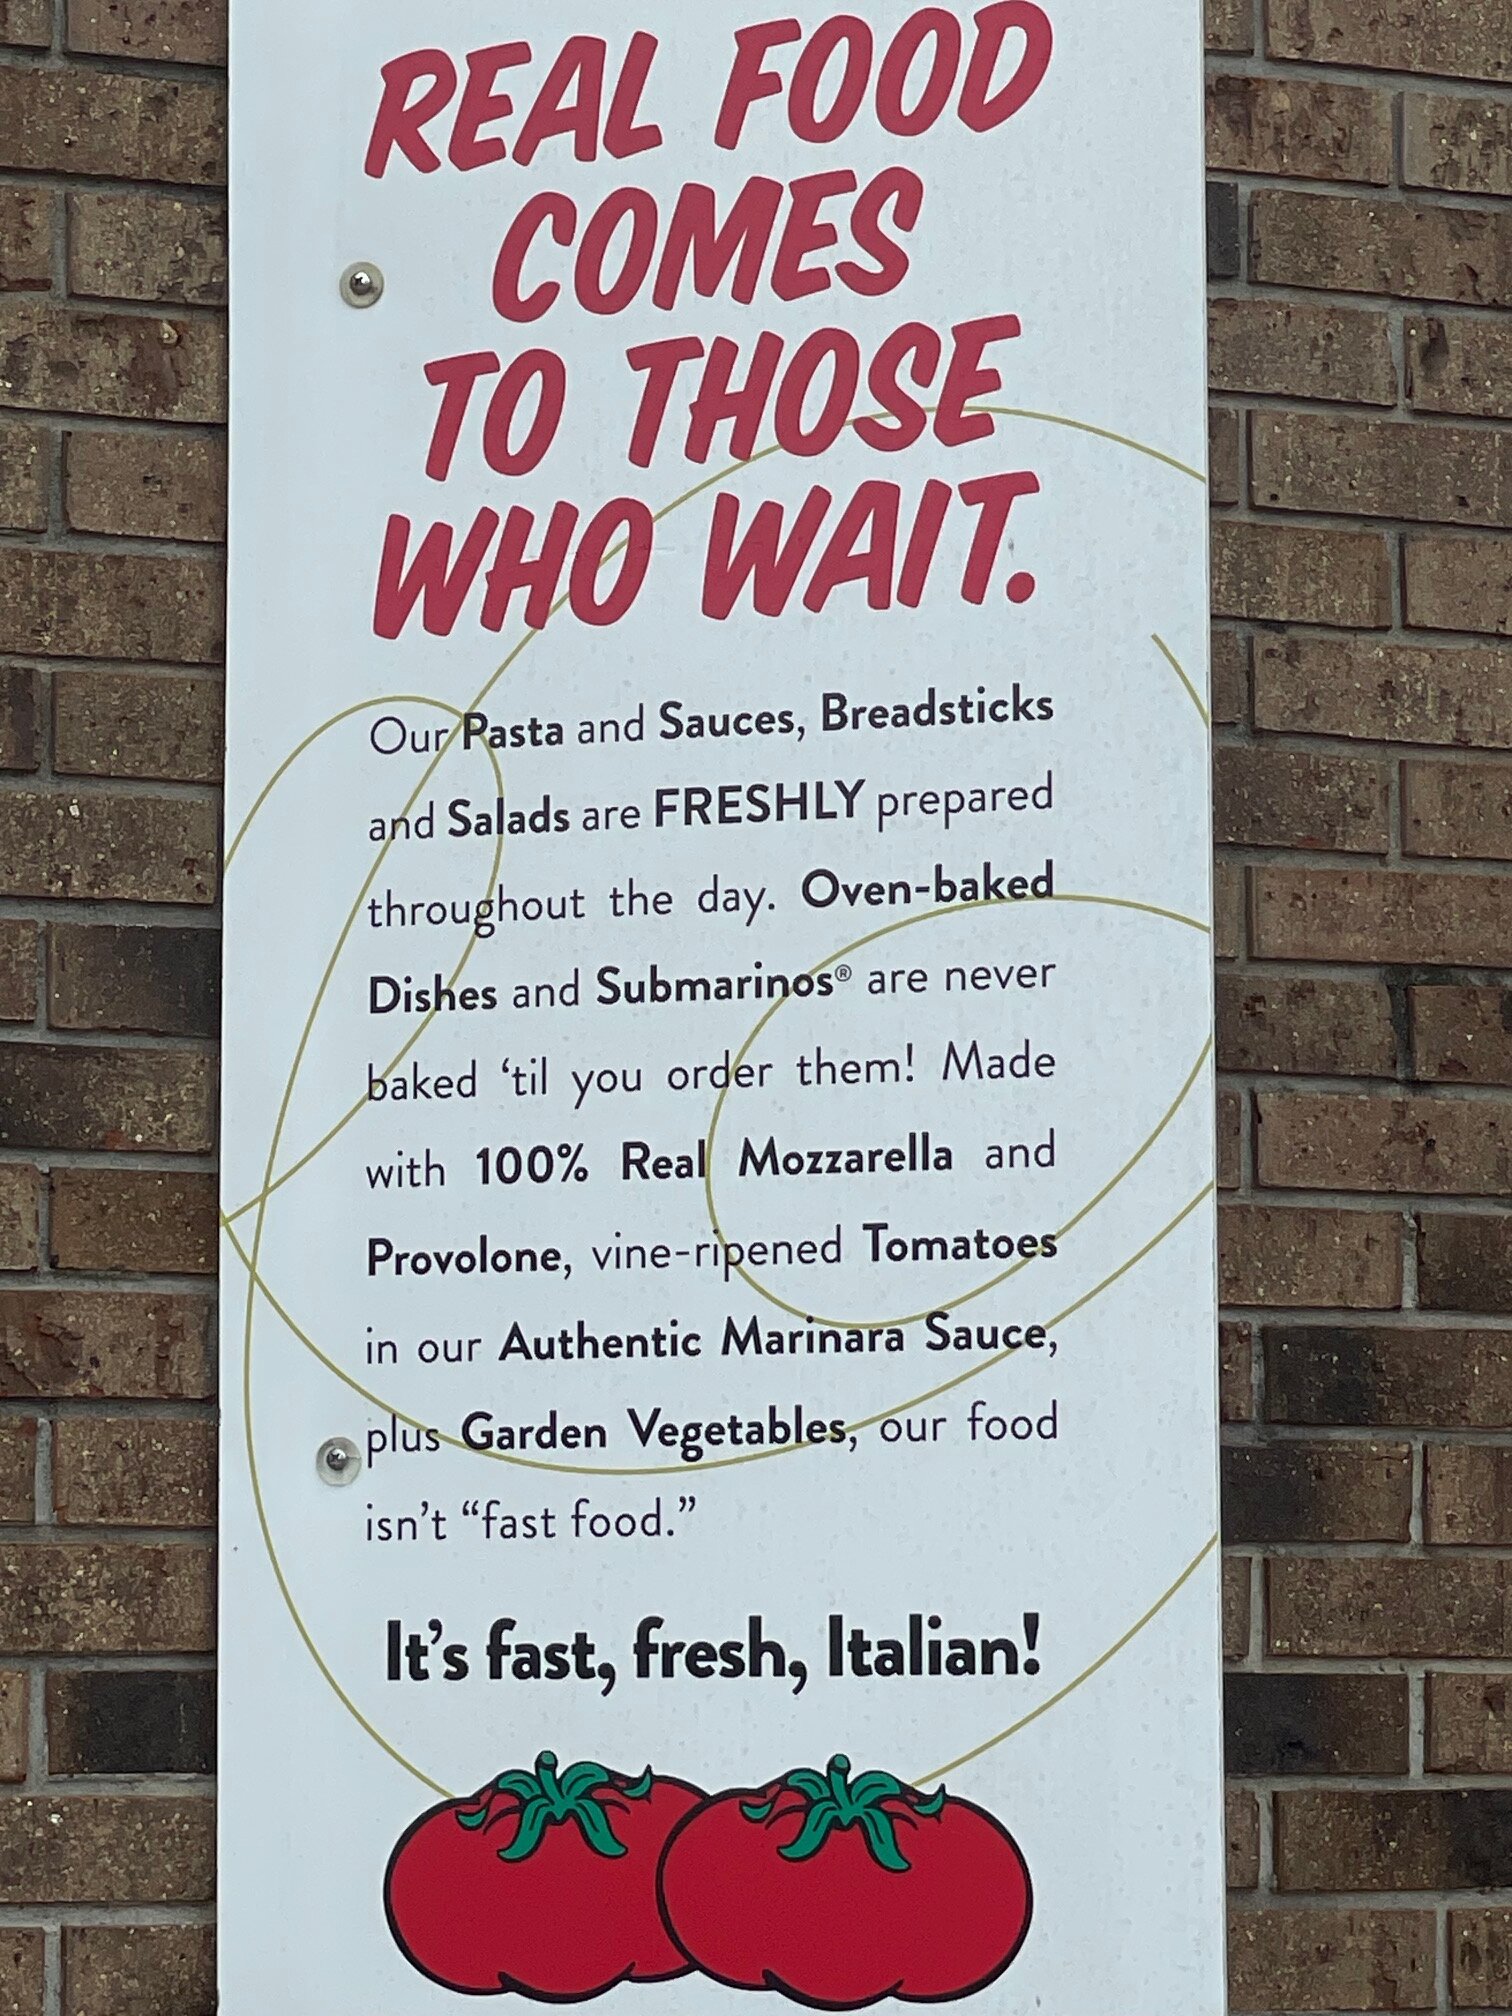 REAL FOOD
COMES
TO THOSE
WHO WAIT.
Our Pasta and Sauces, Breadsticks
and Salads are FRESHLY prepared
throughout the day. Oven-baked
Dishes and Submarinos® are never
baked ‘til you order them! Made
with 100% Real Mozzarella and
Provolone, vine-ripened Tomatoes
in our Authentic Marinara Sauce,
plus Garden Vegetables, our food
isn’t “fast food.”
It’s fast, fresh, Italian!